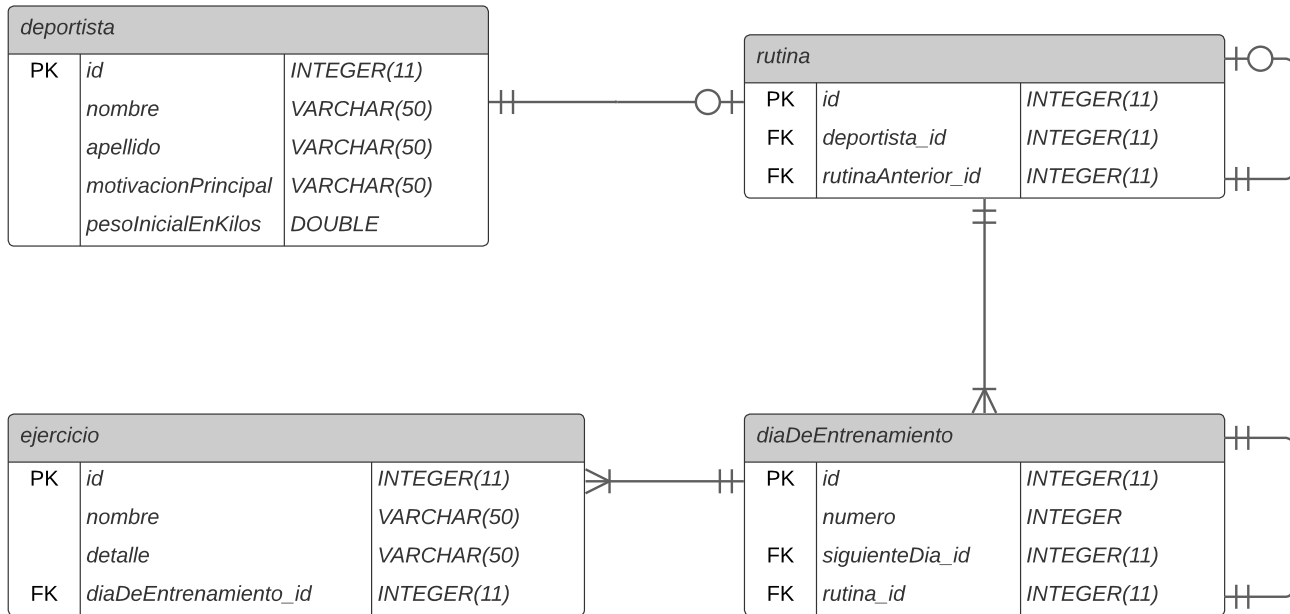 deportista
PK id INTEGER(11)
nombre VARCHAR(50)
apellido VARCHAR(50)
motivacionPrincipal VARCHAR(50)
pesoInicialEnKilos DOUBLE
rutina
PK id INTEGER(11)
FK deportista_id INTEGER(11)
FK rutinaAnterior_id INTEGER(11)
ejercicio
PK id INTEGER(11)
nombre VARCHAR(50)
detalle VARCHAR(50)
FK diaDeEntrenamiento_id INTEGER(11)
diaDeEntrenamiento
PK id INTEGER(11)
numero INTEGER
FK siguienteDia_id INTEGER(11)
FK rutina_id INTEGER(11)